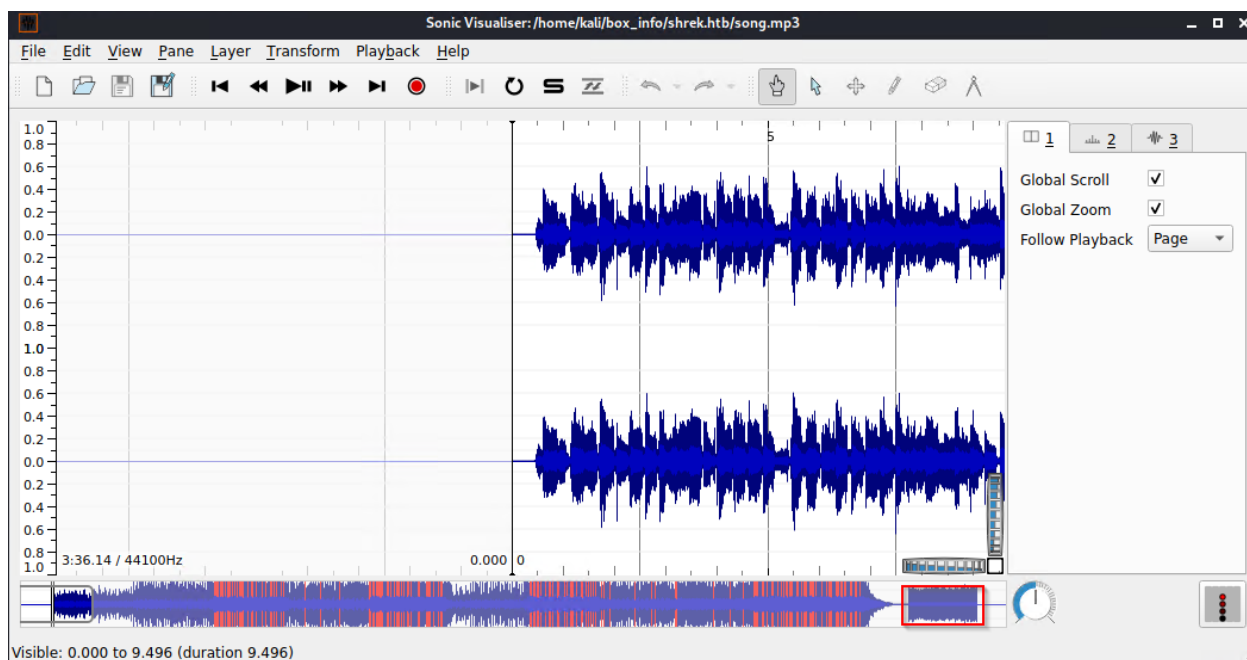 Sonic Visualiser: /home/kali/box_info/shrek.htb/song.mp3
File Edit View Pane Layer Transform Playback Help
1.0
0.8
0.6
0.4
0.2
0.0
0.2
0.4
0.6
0.8
1.0
0.8
0.6
0.4
0.2
0.0
0.2
0.4
0.6
0.8
1.0
5
3:36.14 / 44100Hz
0.000 0
1 2 3
Global Scroll
Global Zoom
Follow Playback Page
Visible: 0.000 to 9.496 (duration 9.496)